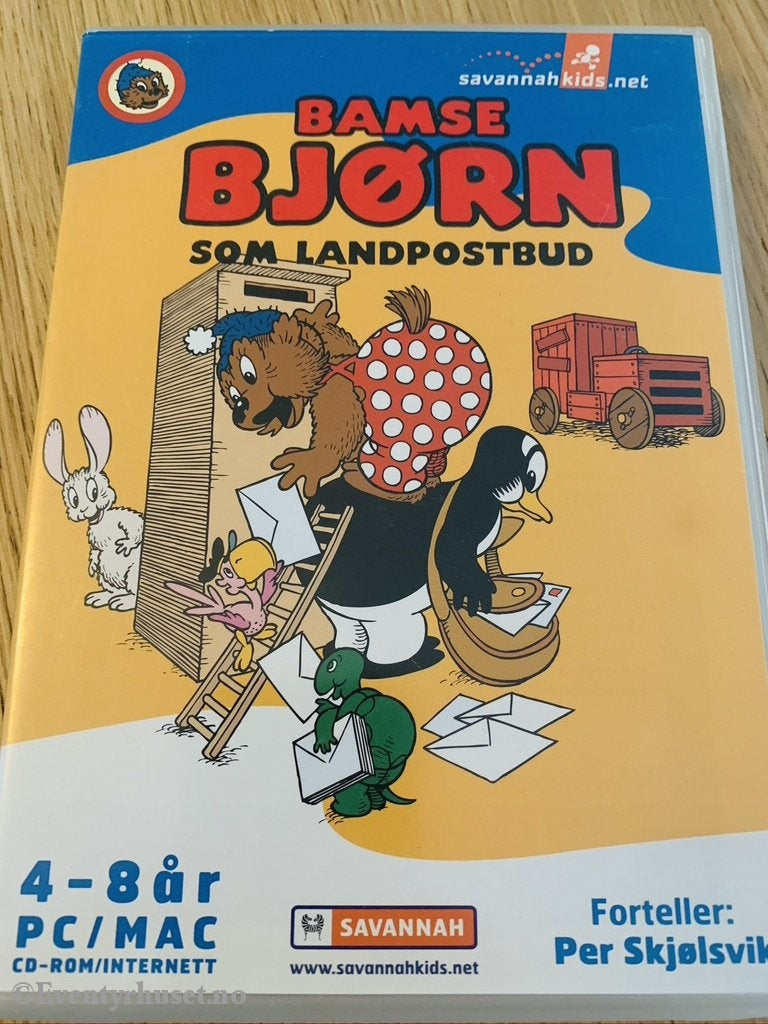 savannahkids.net
BAMSE
BJØRN
SOM LANDPOSTBUD
4-8 år
PC/MAC
CD-ROM/INTERNETT
SAVANNAH
www.savannahkids.net
Forteller:
Per Skjølsvik
©Eventyrhuset.no